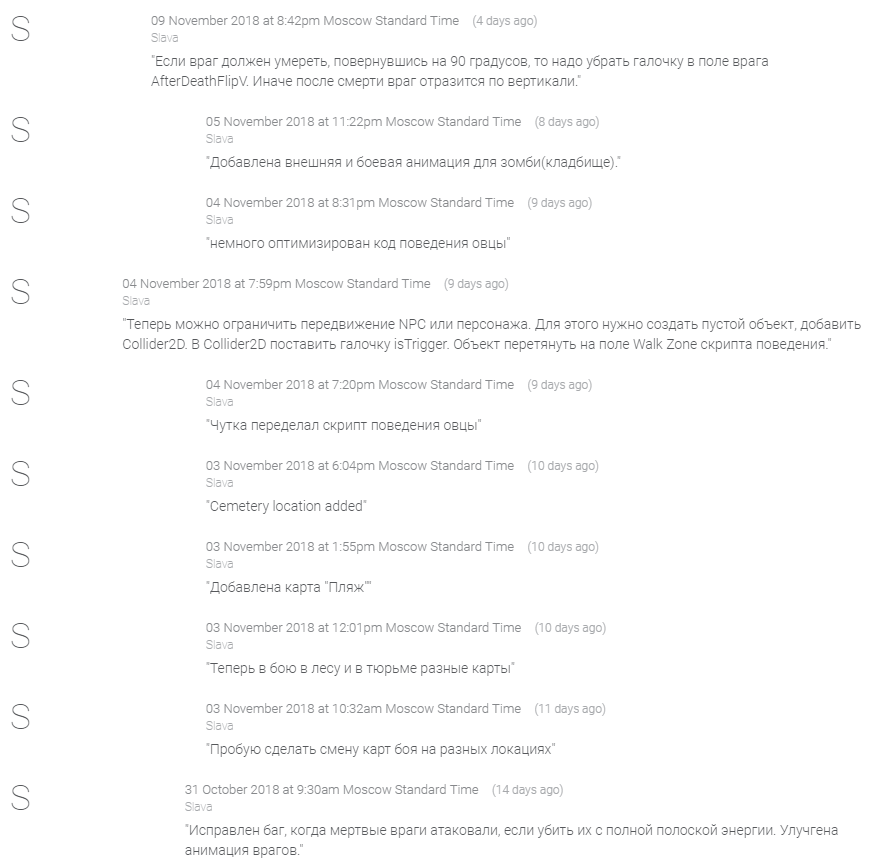 S
09 November 2018 at 8:42pm Moscow Standard Time (4 days ago)
Slava
"Если враг должен умереть, повернувшись на 90 градусов, то надо убрать галочку в поле врага
AfterDeathFlipV. Иначе после смерти враг отразится по вертикали."
S
05 November 2018 at 11:22pm Moscow Standard Time (8 days ago)
Slava
"Добавлена внешняя и боевая анимация для зомби(кладбище)."
S
04 November 2018 at 8:31pm Moscow Standard Time (9 days ago)
Slava
"немного оптимизирован код поведения овцы"
S
04 November 2018 at 7:59pm Moscow Standard Time (9 days ago)
Slava
"Теперь можно ограничить передвижение NPC или персонажа. Для этого нужно создать пустой объект, добавить
Collider2D. В Collider2D поставить галочку isTrigger. Объект перетянуть на поле Walk Zone скрипта поведения."
S
04 November 2018 at 7:20pm Moscow Standard Time (9 days ago)
Slava
"Чутка переделал скрипт поведения овцы"
S
03 November 2018 at 6:04pm Moscow Standard Time (10 days ago)
Slava
"Cemetery location added"
S
03 November 2018 at 1:55pm Moscow Standard Time (10 days ago)
Slava
"Добавлена карта "Пляж""
S
03 November 2018 at 12:01pm Moscow Standard Time (10 days ago)
Slava
"Теперь в бою в лесу и в тюрьме разные карты"
S
03 November 2018 at 10:32am Moscow Standard Time (11 days ago)
Slava
"Пробую сделать смену карт боя на разных локациях"
S
31 October 2018 at 9:30am Moscow Standard Time (14 days ago)
Slava
"Исправлен баг, когда мертвые враги атаковали, если убить их с полной полоской энергии. Улучгена
анимация врагов."